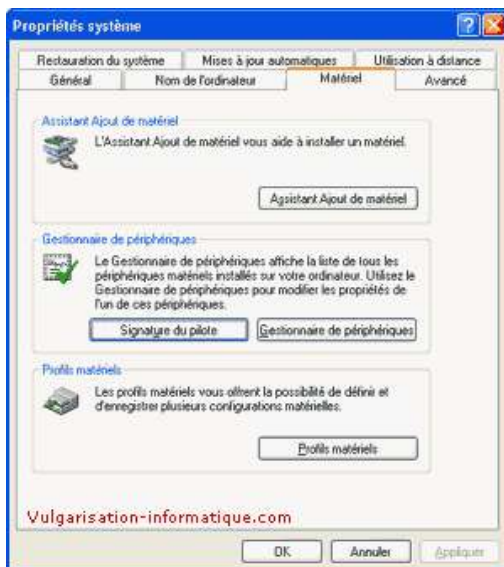 Propriétés système
Restauration du système Mises à jour automatiques Utilisation à distance
Général Nom de l'ordinateur Matériel Avancé
Assistant Ajout de matériel
L'Assistant Ajout de matériel vous aide à installer un matériel.
Assistant Ajout de matériel
Gestionnaire de périphériques
Le Gestionnaire de périphériques affiche la liste de tous les
périphériques matériels installés sur votre ordinateur. Utilisez le
Gestionnaire de périphériques pour modifier les propriétés de
l'un de ces périphériques.
Signature du pilote Gestionnaire de périphériques
Profils matériels
Les profils matériels vous offrent la possibilité de définir et
d'enregistrer plusieurs configurations matérielles.
Profils matériels
Vulgarisation-informatique.com
OK Annuler Appliquer